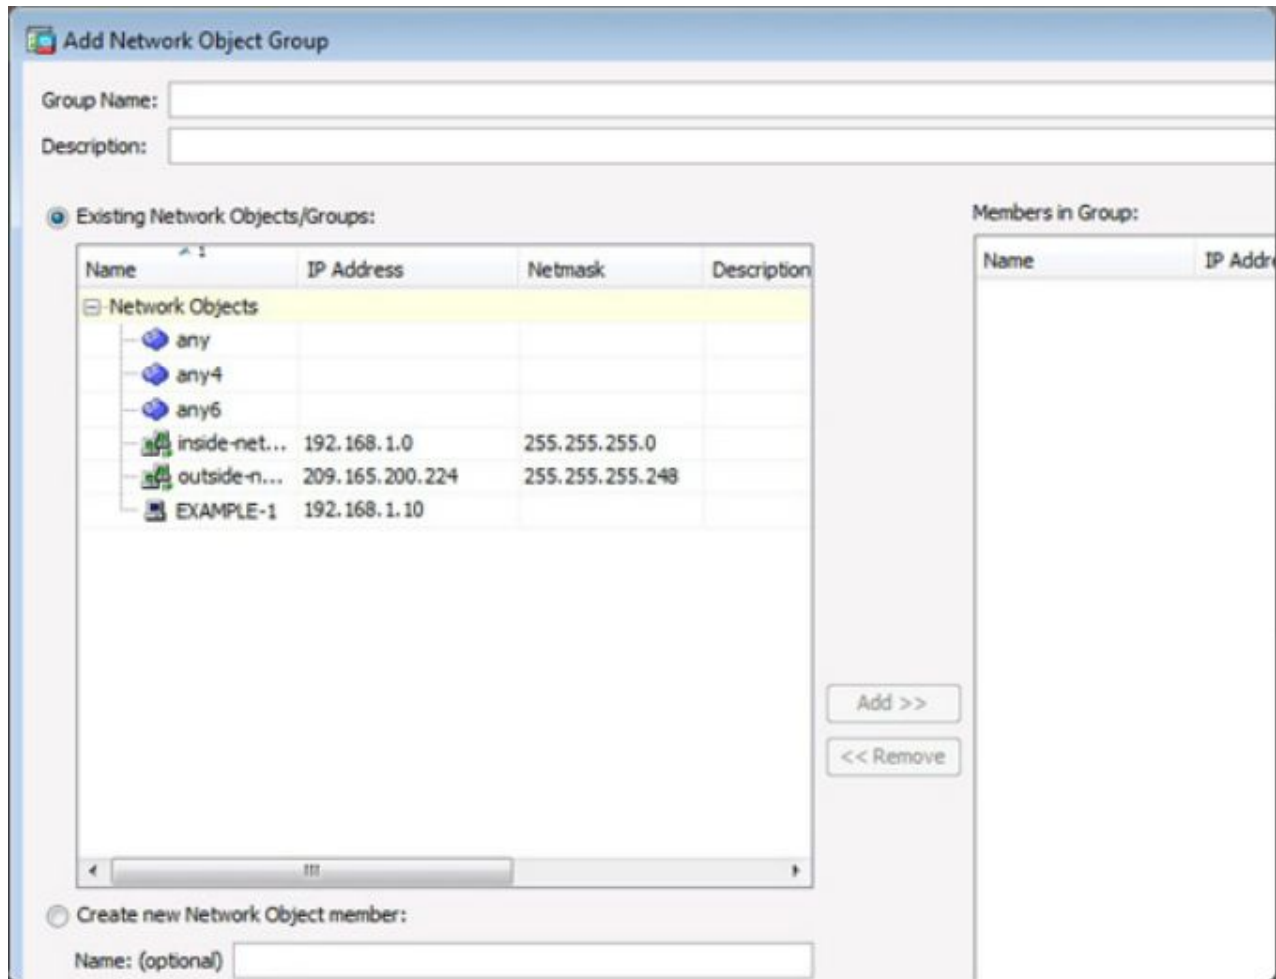 Add Network Object Group
Group Name:
Description:
Existing Network Objects/Groups:
Name 1 IP Address Netmask Description
Network Objects
any
any4
any6
inside-net... 192.168.1.0 255.255.255.0
outside-n... 209.165.200.224 255.255.255.248
EXAMPLE-1 192.168.1.10
Add >>
<< Remove
Members in Group:
Name IP Addre
Create new Network Object member:
Name: (optional)